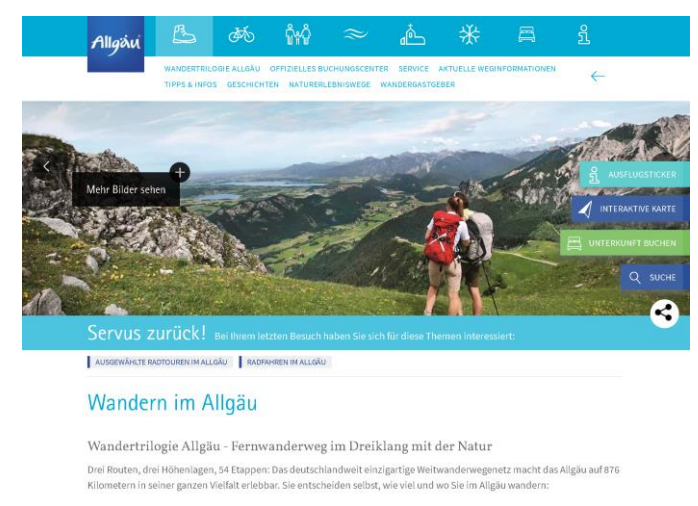 Allgäu
WANDERTRILOGIE ALLGÄU OFFIZIELLES BUCHUNGSCENTER SERVICE AKTUELLE WEGINFORMATIONEN
TIPPS & INFOS GESCHICHTEN NATURERLEBNISWEGE WANDERGASTGEBER
Mehr Bilder sehen
AUSFLUGSTICKER
INTERAKTIVE KARTE
UNTERKUNFT BUCHEN
SUCHE
Servus zurück! Bei Ihrem letzten Besuch haben Sie sich für diese Themen interessiert:
AUSGEWÄHLTE RADTOUREN IM ALLGÄU RADFAHREN IM ALLGÄU
Wandern im Allgäu
Wandertrilogie Allgäu - Fernwanderweg im Dreiklang mit der Natur
Drei Routen, drei Höhenlagen, 54 Etappen: Das deutschlandweit einzigartige Weitwanderwegenetz macht das Allgäu auf 876
Kilometern in seiner ganzen Vielfalt erlebbar. Sie entscheiden selbst, wie viel und wo Sie im Allgäu wandern: